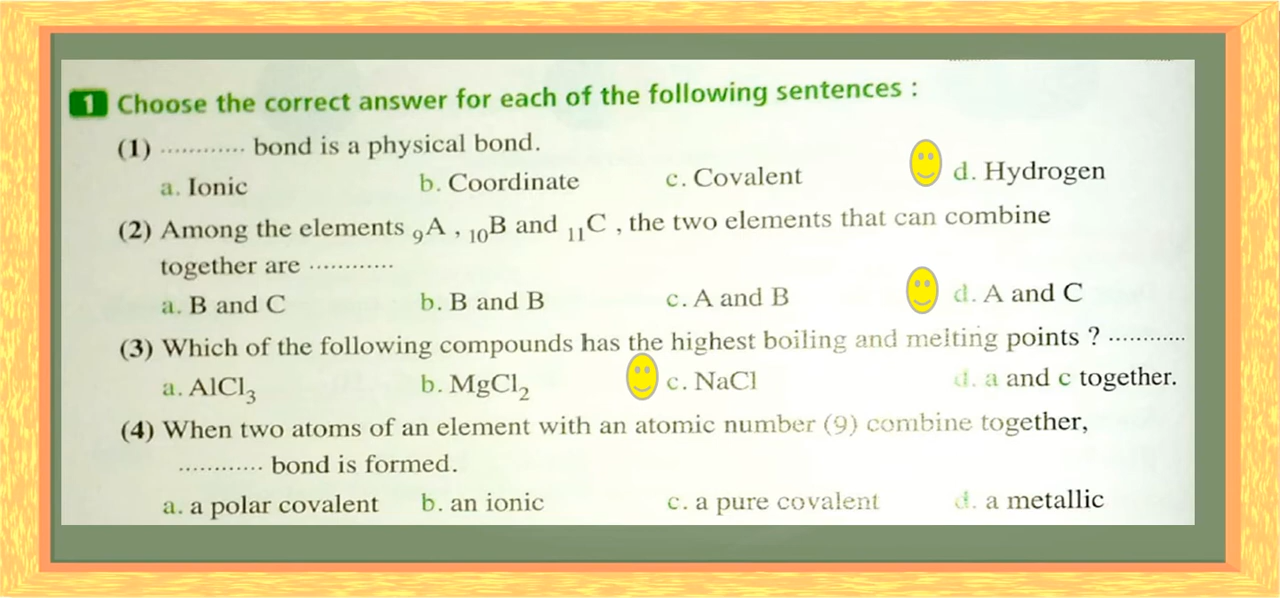 1 Choose the correct answer for each of the following sentences :
(1) ............ bond is a physical bond.
a. Ionic b. Coordinate c. Covalent d. Hydrogen
(2) Among the elements ₉A , ₁₀B and ₁₁C , the two elements that can combine
together are ............
a. B and C b. B and B c. A and B d. A and C
(3) Which of the following compounds has the highest boiling and melting points ? ............
a. AlCl₃ b. MgCl₂ c. NaCl d. a and c together.
(4) When two atoms of an element with an atomic number (9) combine together,
............ bond is formed.
a. a polar covalent b. an ionic c. a pure covalent d. a metallic